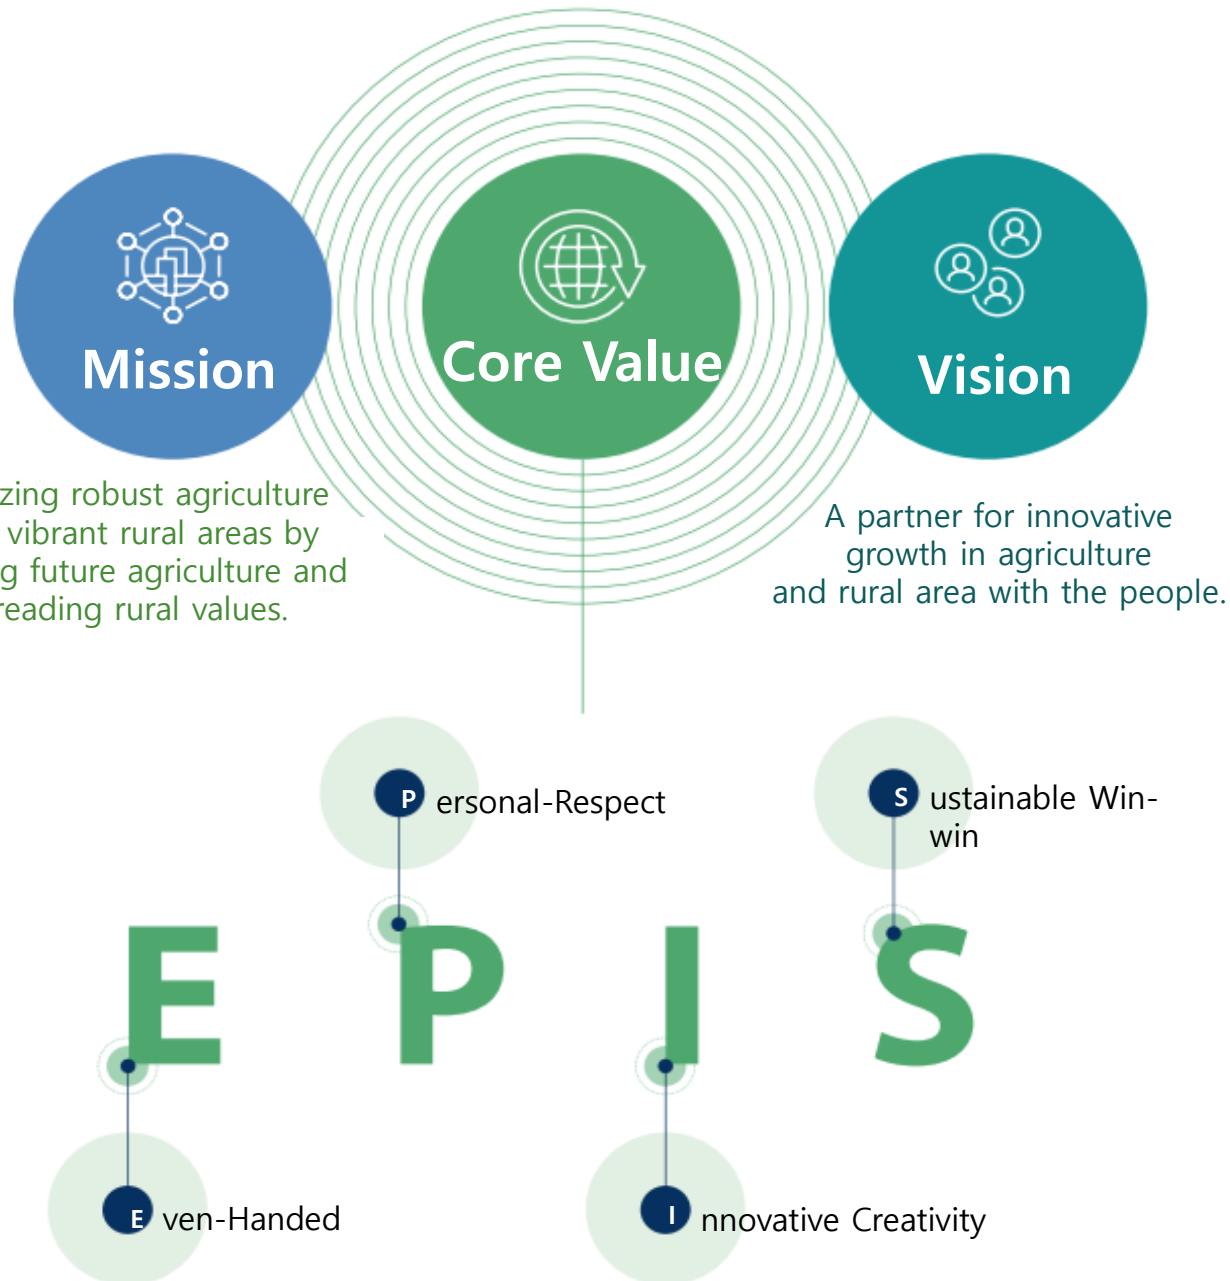 Mission
Core Value
Vision
zing robust agriculture
vibrant rural areas by
g future agriculture and
reading rural values.
A partner for innovative
growth in agriculture
and rural area with the people.
P ersonal-Respect
S ustainable Win-
win
E P I S
E ven-Handed
I nnovative Creativity